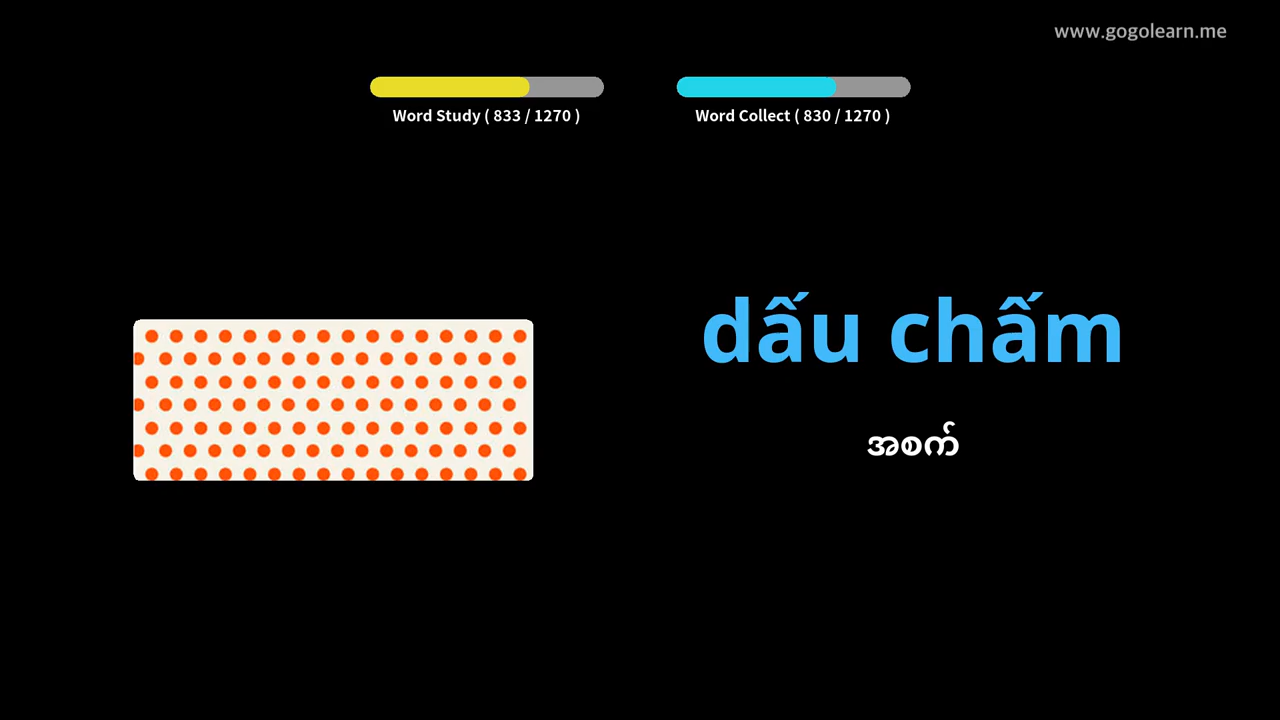 www.gogolearn.me
Word Study ( 833 / 1270 )
Word Collect ( 830 / 1270 )
dấu chấm
အစက်